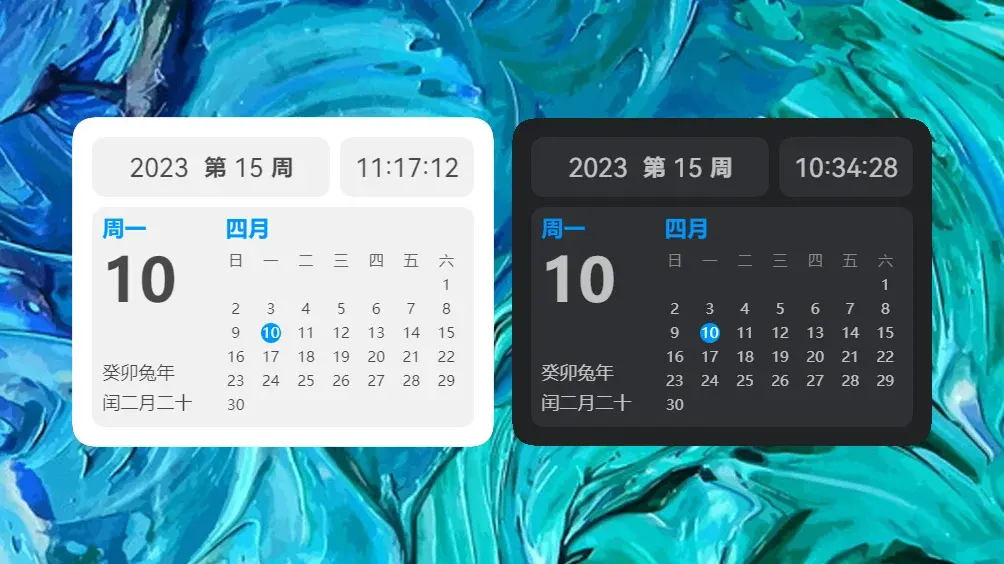 2023 第 15 周
11:17:12
周一
10
癸卯兔年
闰二月二十
四月
日 一 二 三 四 五 六
1
2 3 4 5 6 7 8
9 10 11 12 13 14 15
16 17 18 19 20 21 22
23 24 25 26 27 28 29
30
2023 第 15 周
10:34:28
周一
10
癸卯兔年
闰二月二十
四月
日 一 二 三 四 五 六
1
2 3 4 5 6 7 8
9 10 11 12 13 14 15
16 17 18 19 20 21 22
23 24 25 26 27 28 29
30